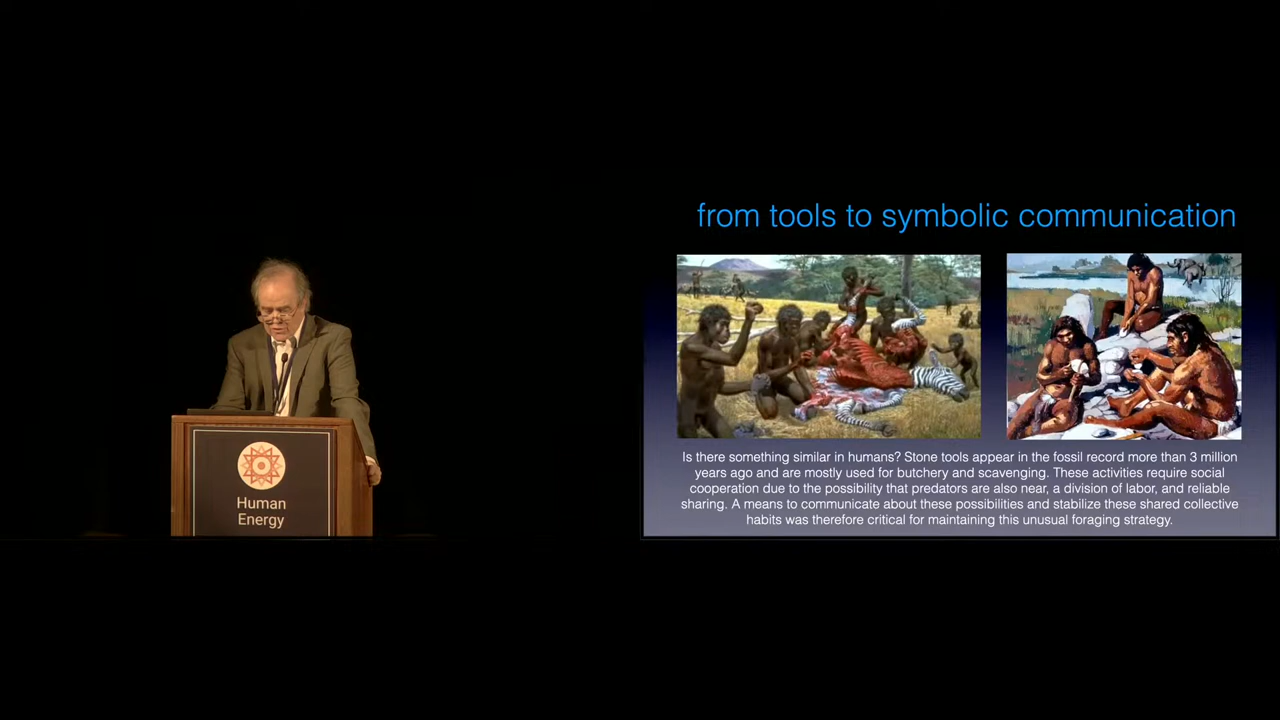 from tools to symbolic communication
Is there something similar in humans? Stone tools appear in the fossil record more than 3 million
years ago and are mostly used for butchery and scavenging. These activities require social
cooperation due to the possibility that predators are also near, a division of labor, and reliable
sharing. A means to communicate about these possibilities and stabilize these shared collective
habits was therefore critical for maintaining this unusual foraging strategy.
Human
Energy